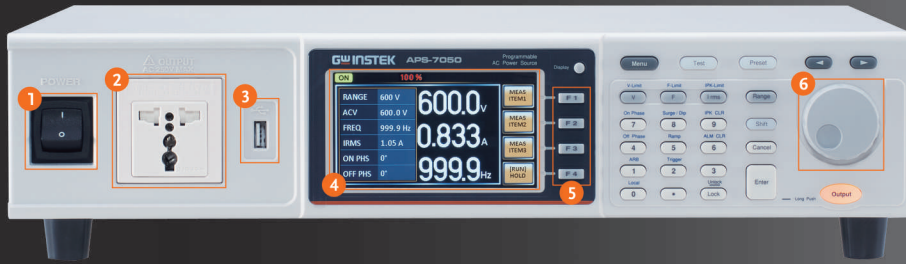 GWINSTEK APS-7050
Programmable
AC Power Source
Display
POWER
Output
1
2
3
4
5
6
ON 100 %
RANGE 600 V
ACV 600.0 V
FREQ 999.9 Hz
IRMS 1.05 A
ON PHS 0°
OFF PHS 0°
600.0V
0.833A
999.9Hz
MEAS
ITEM1
MEAS
ITEM2
MEAS
ITEM3
[RUN]
HOLD
F 1
F 2
F 3
F 4
Menu Test Preset
V-Limit F-Limit IPK-Limit
V F Irms Range
On Phase Surge / Dip IPK CLR
7 8 9 Shift
Off Phase Ramp ALM CLR
4 5 6 Cancel
ARB Trigger
1 2 3 Enter
Local Unlock
0 • Lock
Long Push
Output